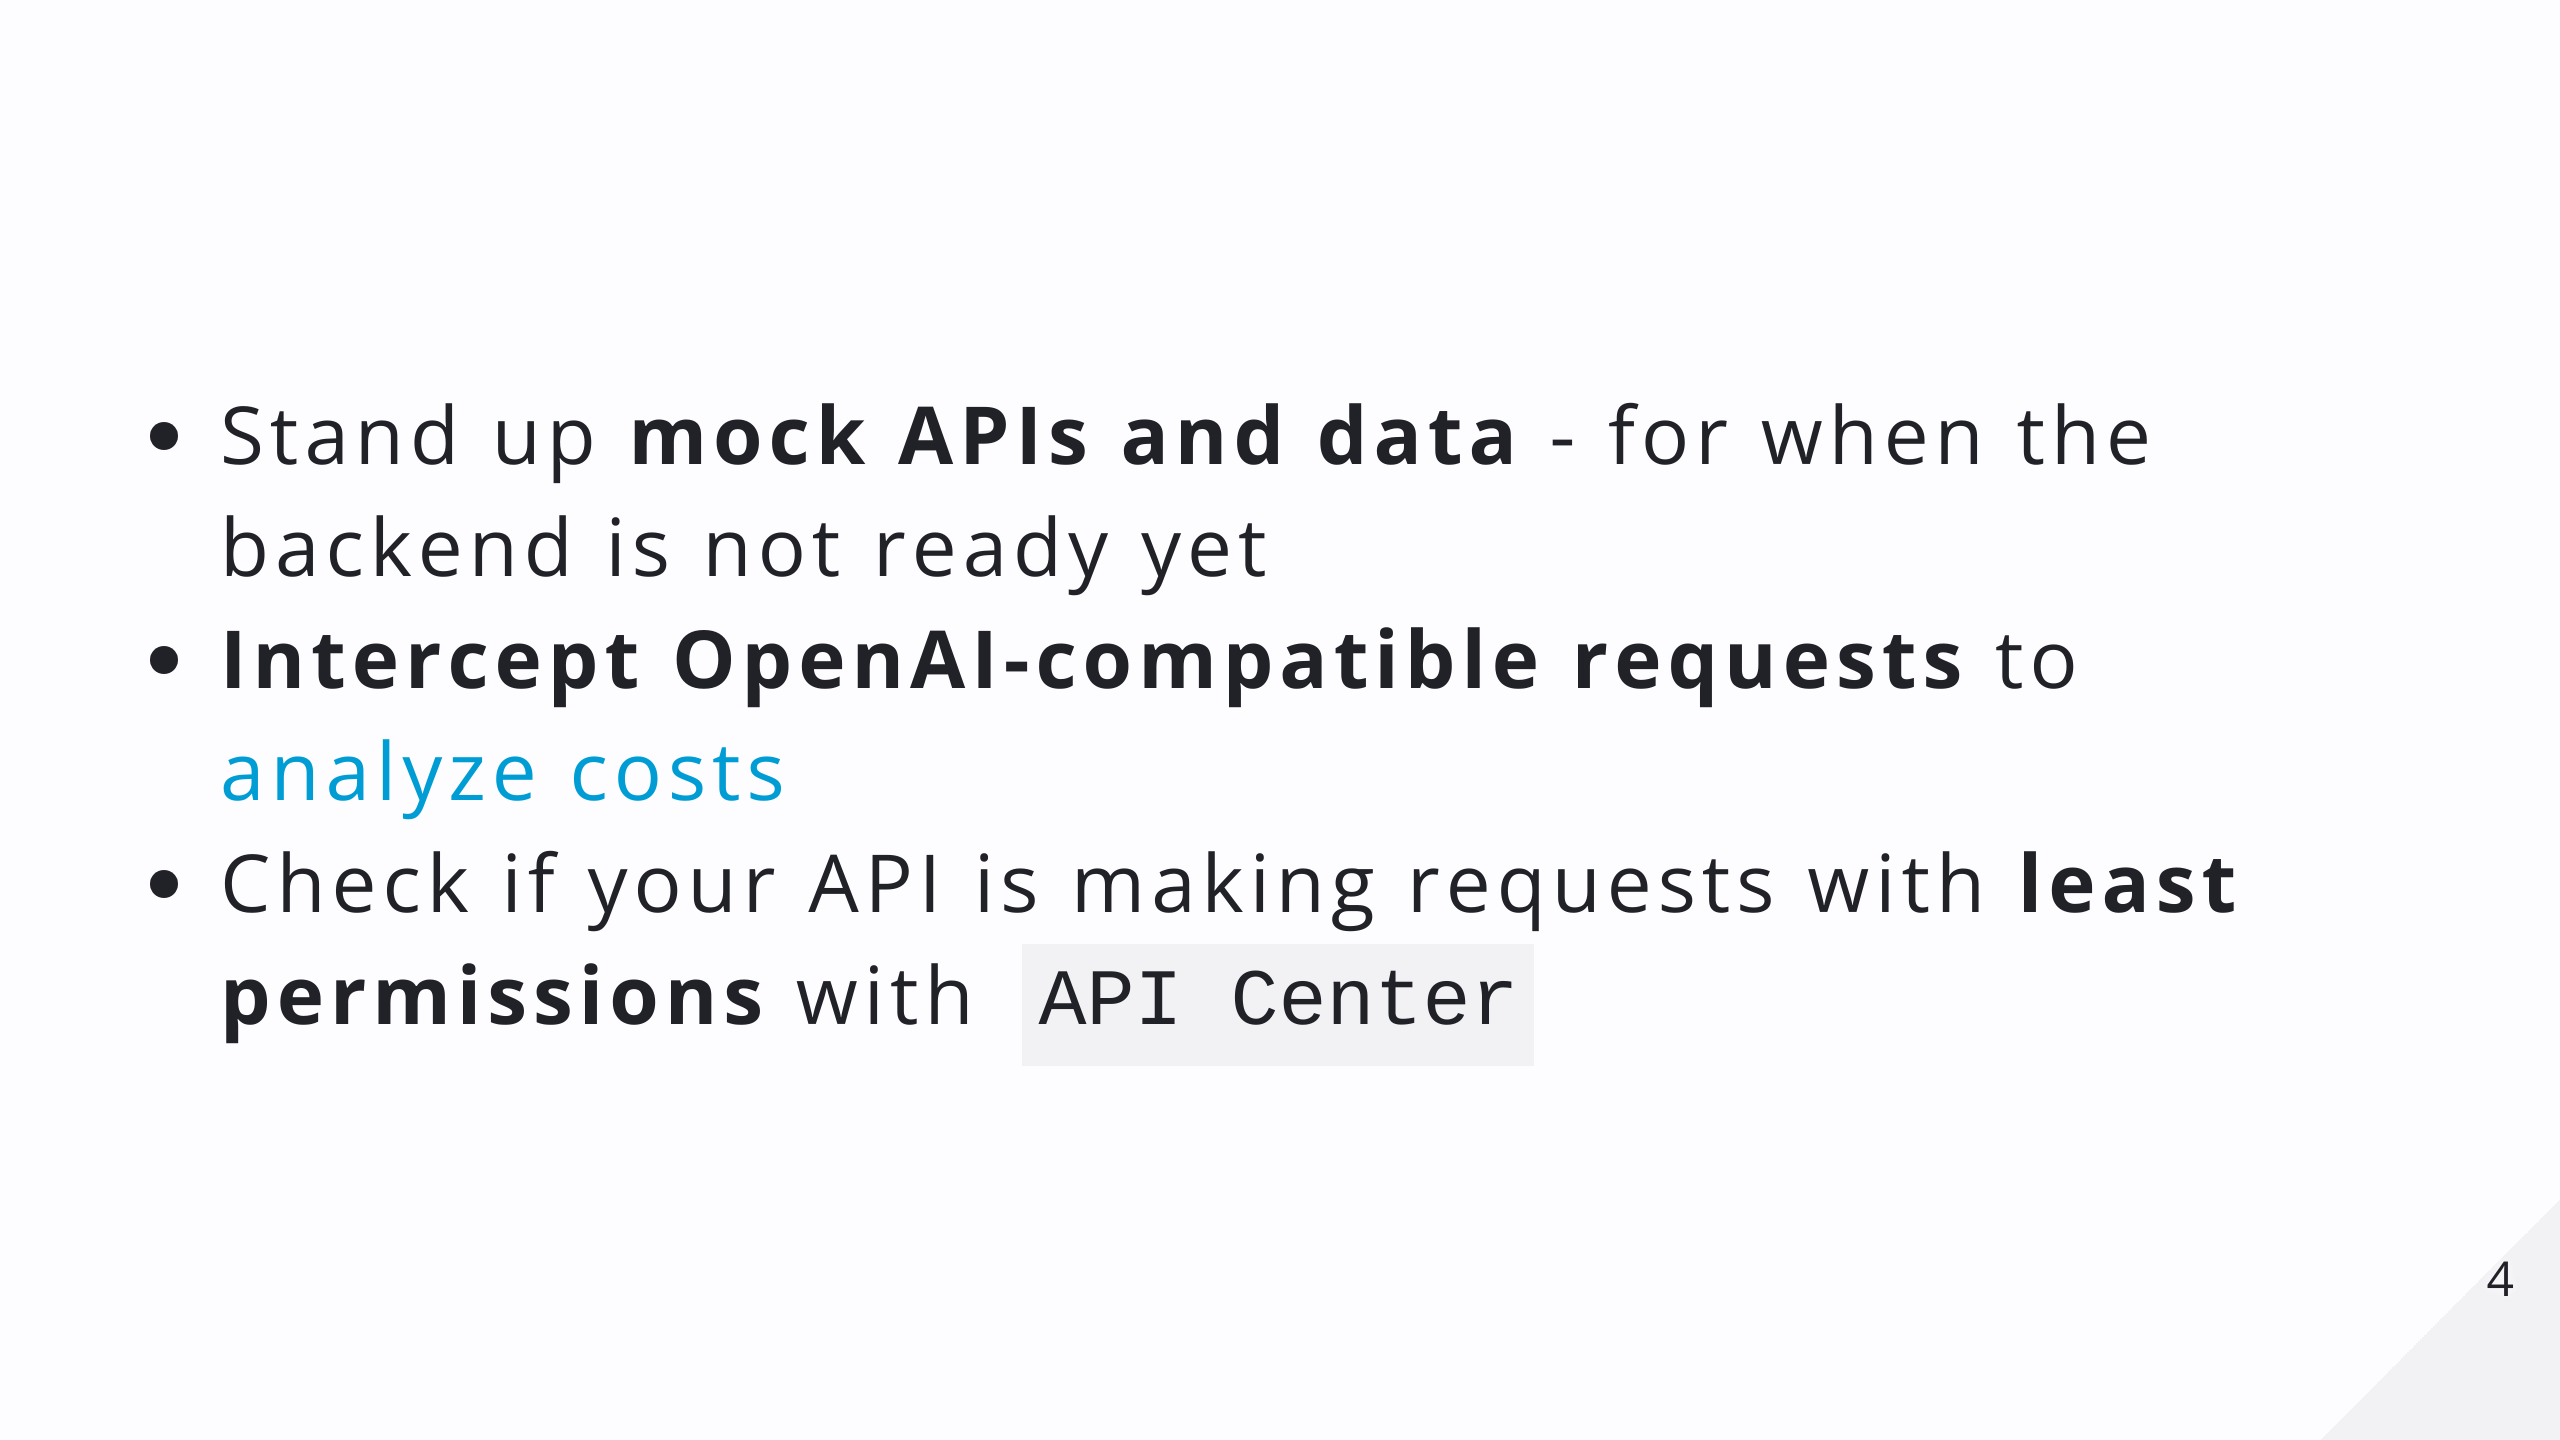 Stand up mock APIs and data - for when the
backend is not ready yet
Intercept OpenAI-compatible requests to
analyze costs
Check if your API is making requests with least
permissions with API Center
4